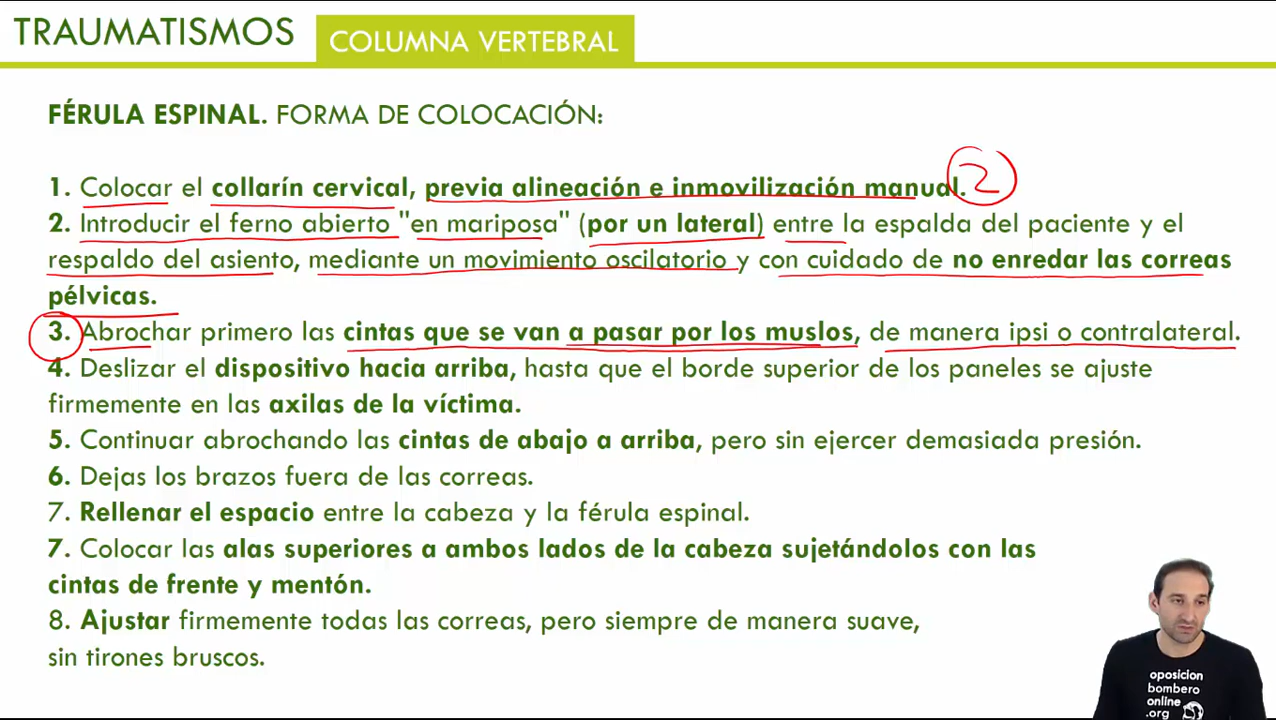 TRAUMATISMOS COLUMNA VERTEBRAL
FÉRULA ESPINAL. FORMA DE COLOCACIÓN:
1. Colocar el collarín cervical, previa alineación e inmovilización manual. 2
2. Introducir el ferno abierto "en mariposa" (por un lateral) entre la espalda del paciente y el
respaldo del asiento, mediante un movimiento oscilatorio y con cuidado de no enredar las correas
pélvicas.
3. Abrochar primero las cintas que se van a pasar por los muslos, de manera ipsi o contralateral.
4. Deslizar el dispositivo hacia arriba, hasta que el borde superior de los paneles se ajuste
firmemente en las axilas de la víctima.
5. Continuar abrochando las cintas de abajo a arriba, pero sin ejercer demasiada presión.
6. Dejas los brazos fuera de las correas.
7. Rellenar el espacio entre la cabeza y la férula espinal.
7. Colocar las alas superiores a ambos lados de la cabeza sujetándolos con las
cintas de frente y mentón.
8. Ajustar firmemente todas las correas, pero siempre de manera suave,
sin tirones bruscos.
oposicion
bombero
online
.org